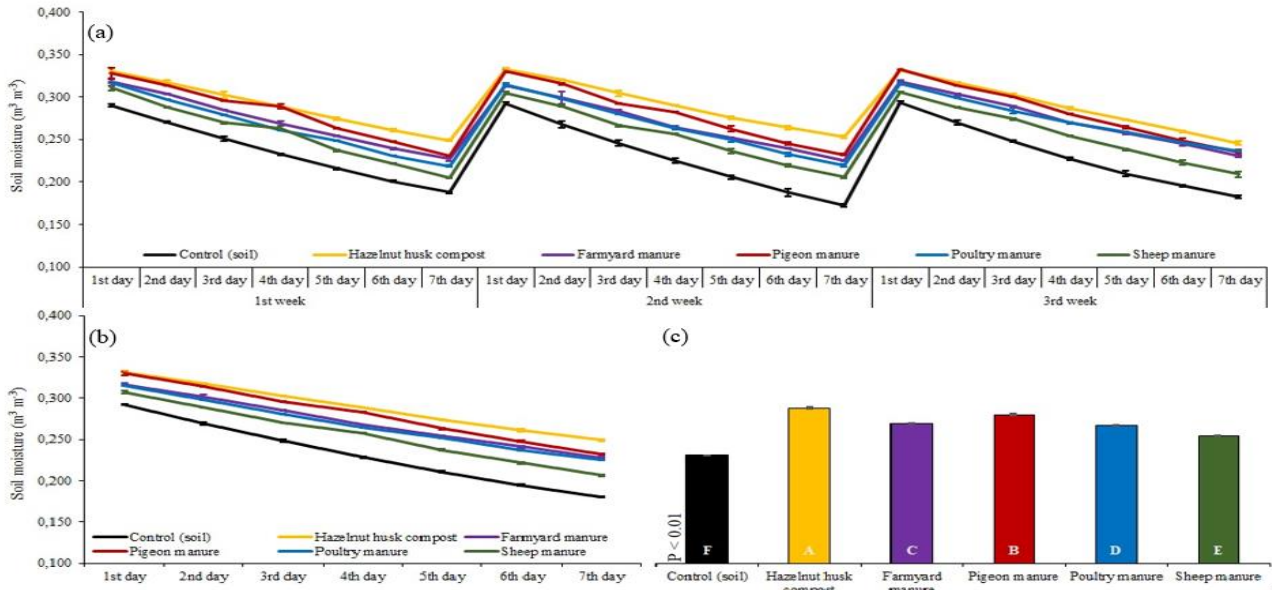 (a)
Soil moisture (m³ m⁻³)
0,400
0,350
0,300
0,250
0,200
0,150
0,100
Control (soil) Hazelnut husk compost Farmyard manure Pigeon manure Poultry manure Sheep manure
1st day 2nd day 3rd day 4th day 5th day 6th day 7th day 1st day 2nd day 3rd day 4th day 5th day 6th day 7th day 1st day 2nd day 3rd day 4th day 5th day 6th day 7th day
1st week 2nd week 3rd week
(b)
Soil moisture (m³ m⁻³)
0,400
0,350
0,300
0,250
0,200
0,150
0,100
Control (soil) Hazelnut husk compost Farmyard manure
Pigeon manure Poultry manure Sheep manure
1st day 2nd day 3rd day 4th day 5th day 6th day 7th day
(c)
P < 0.01
F A C B D E
Control (soil) Hazelnut husk Farmyard Pigeon manure Poultry manure Sheep manure
compost manure